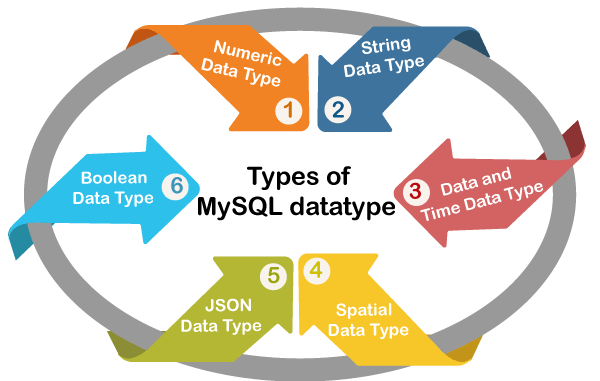 Types of
MySQL datatype
Numeric
Data Type
1
String
Data Type
2
3
Data and
Time Data Type
4
Spatial
Data Type
5
JSON
Data Type
Boolean
Data Type
6